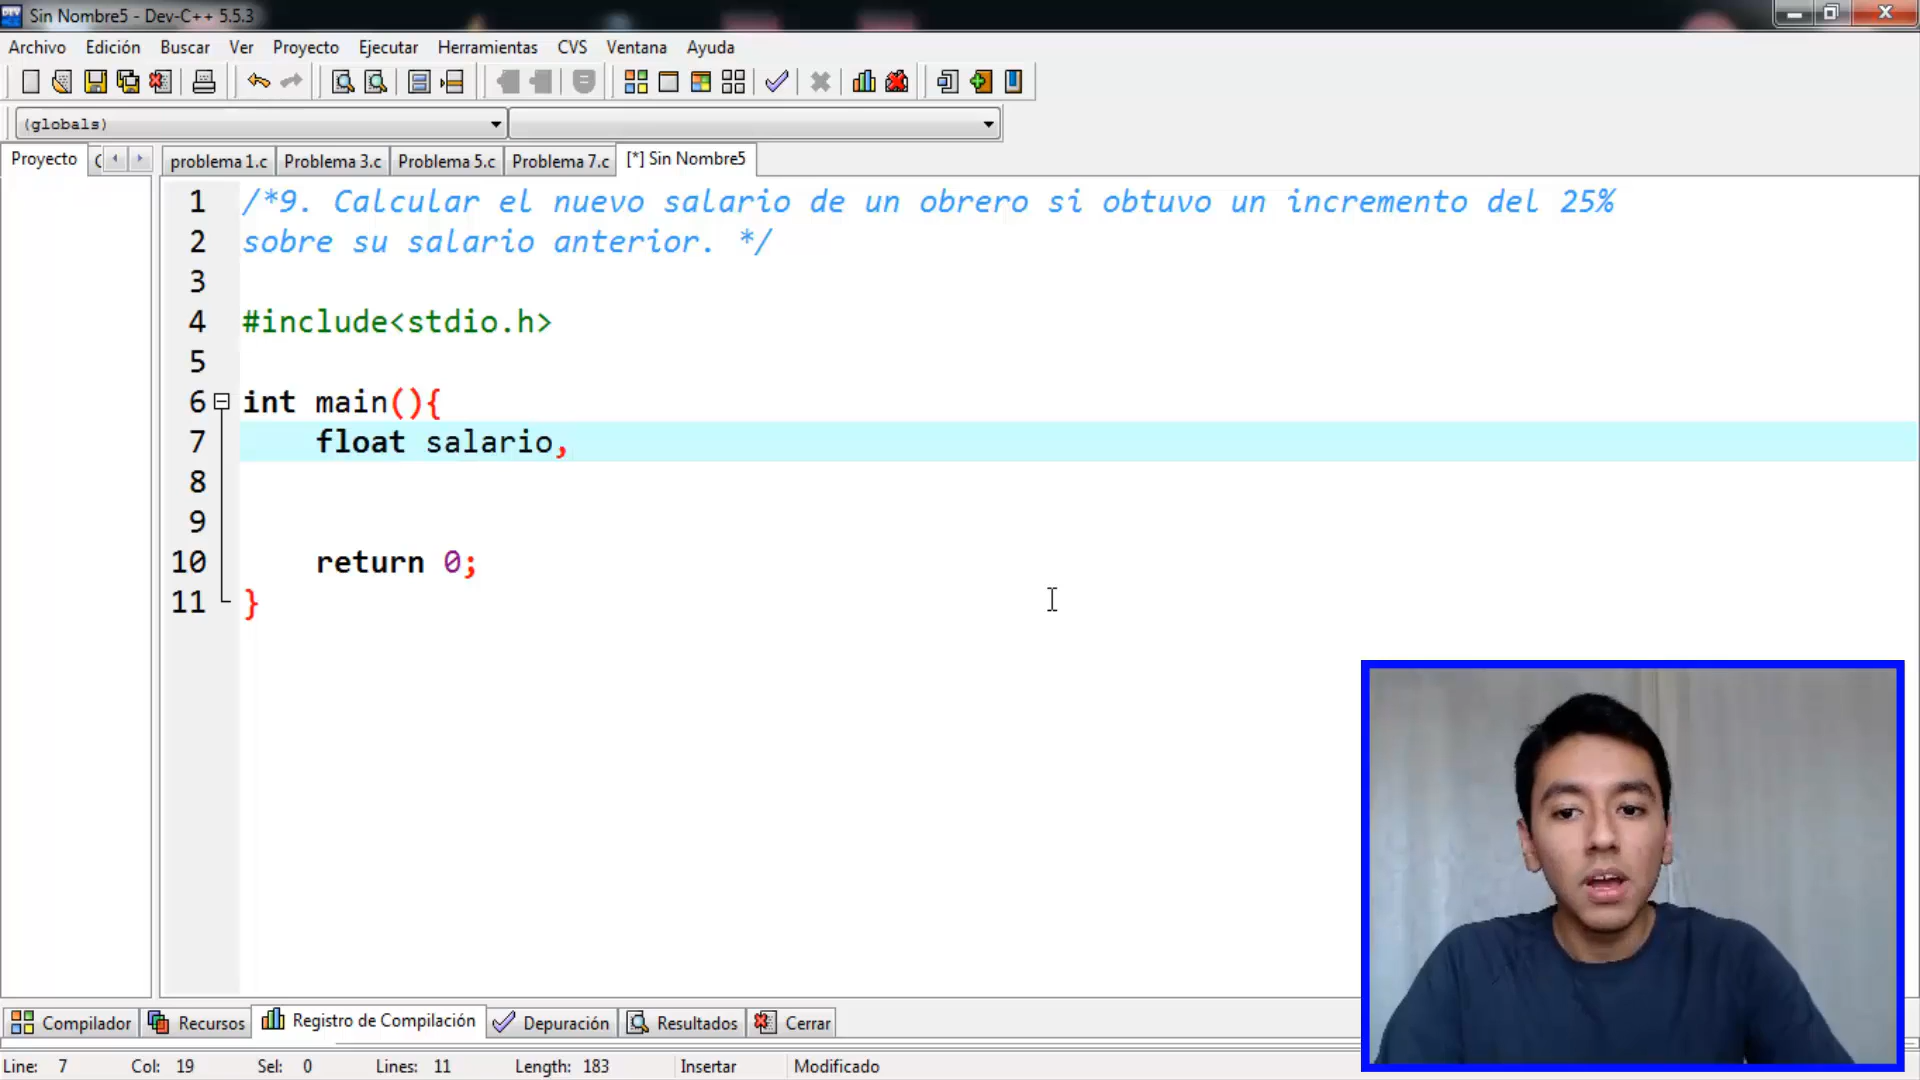 Sin Nombre5 - Dev-C++ 5.5.3
Archivo Edición Buscar Ver Proyecto Ejecutar Herramientas CVS Ventana Ayuda
(globals)
Proyecto
problema 1.c Problema 3.c Problema 5.c Problema 7.c [*] Sin Nombre5
1 /*9. Calcular el nuevo salario de un obrero si obtuvo un incremento del 25%
2 sobre su salario anterior. */
3
4 #include<stdio.h>
5
6 int main(){
7 float salario,
8
9
10 return 0;
11 }
Compilador Recursos Registro de Compilación Depuración Resultados Cerrar
Line: 7 Col: 19 Sel: 0 Lines: 11 Length: 183 Insertar Modificado